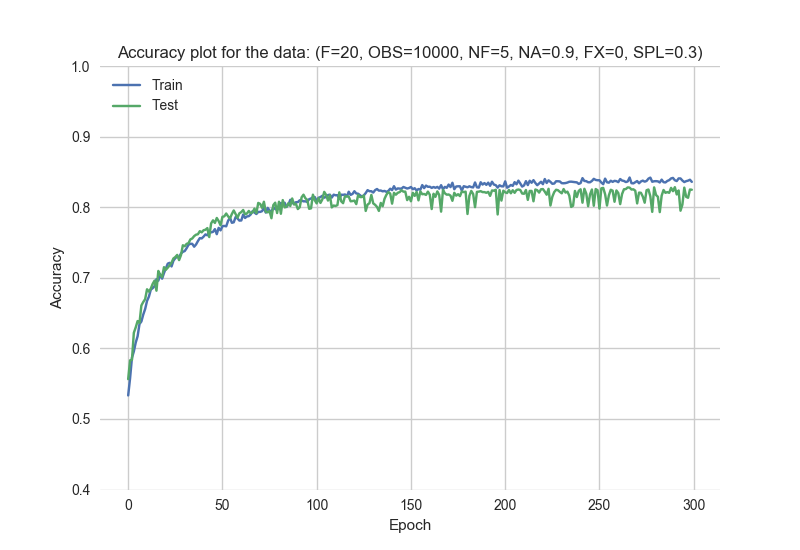 Accuracy plot for the data: (F=20, OBS=10000, NF=5, NA=0.9, FX=0, SPL=0.3)
1.0
Train
Test
0.9
0.8
0.7
Accuracy
0.6
0.5
0.4
0 50 100 150 200 250 300
Epoch